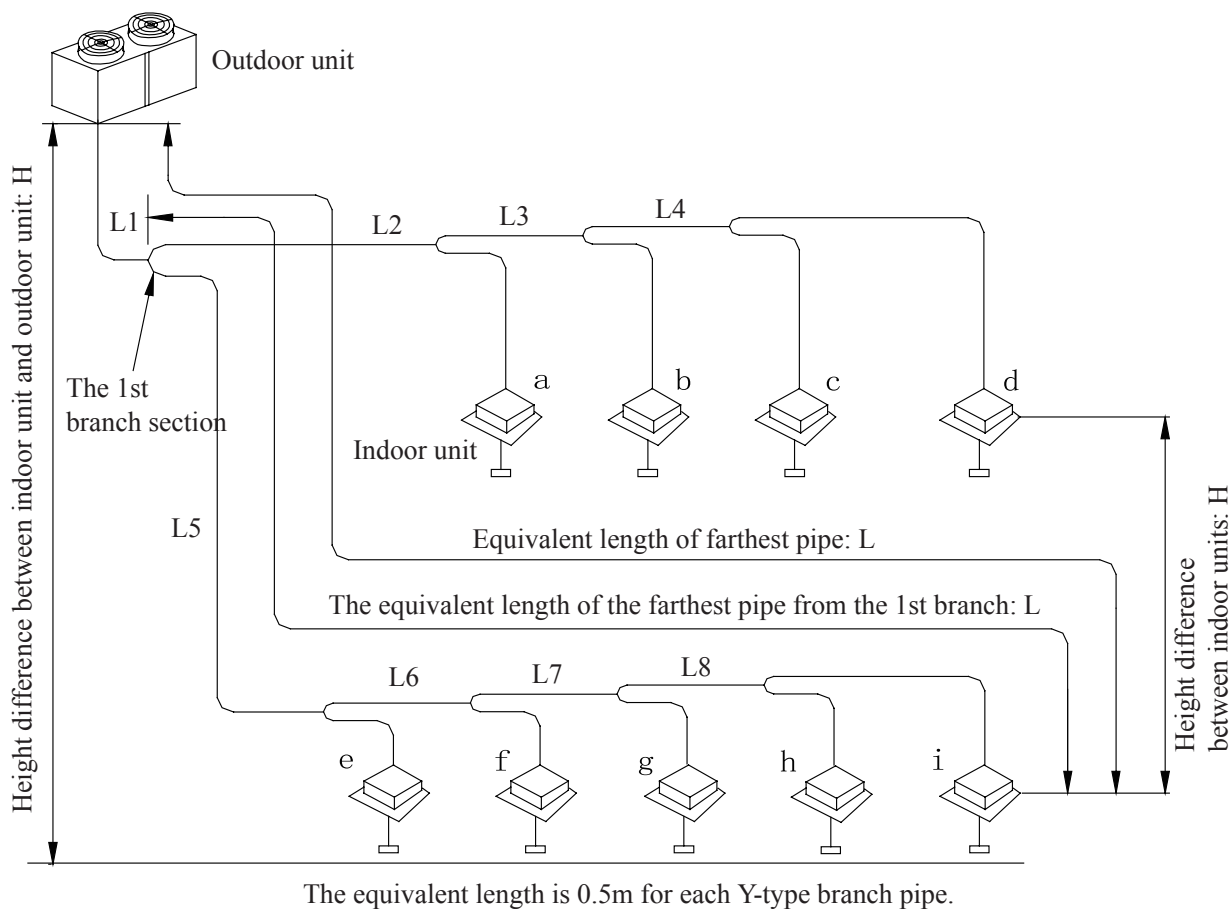 Outdoor unit
Height difference between indoor unit and outdoor unit: H
L1
L2
L3
L4
The 1st
branch section
a
b
c
d
Indoor unit
L5
Equivalent length of farthest pipe: L
The equivalent length of the farthest pipe from the 1st branch: L
Height difference
between indoor units: H
L6
L7
L8
e
f
g
h
i
The equivalent length is 0.5m for each Y-type branch pipe.